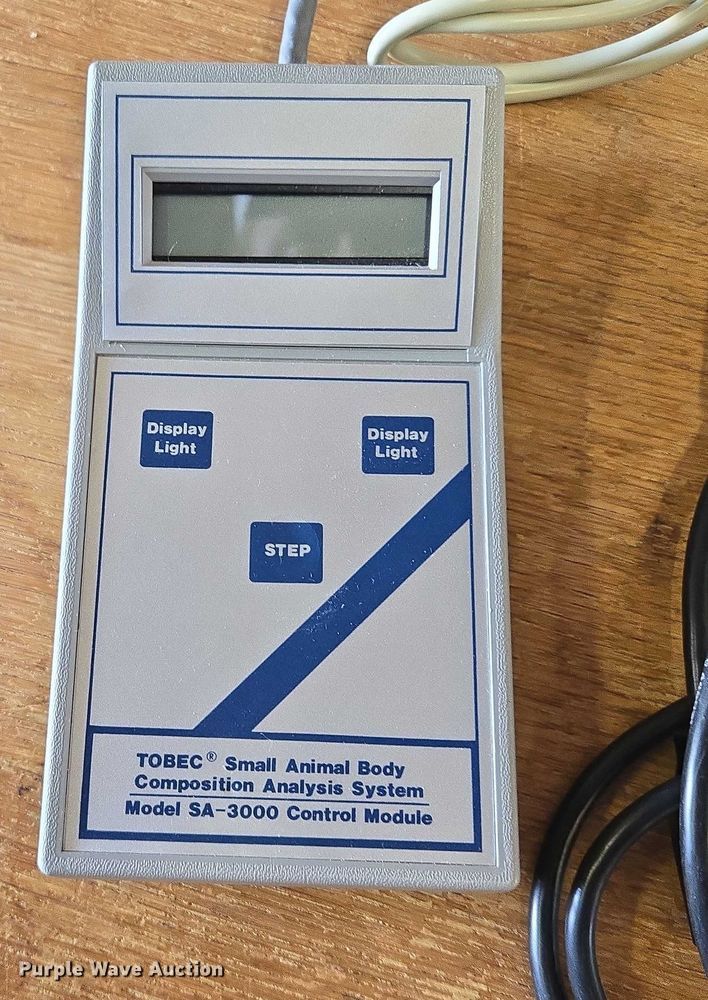 Display
Light
Display
Light
STEP
TOBEC® Small Animal Body
Composition Analysis System
Model SA-3000 Control Module
Purple Wave Auction